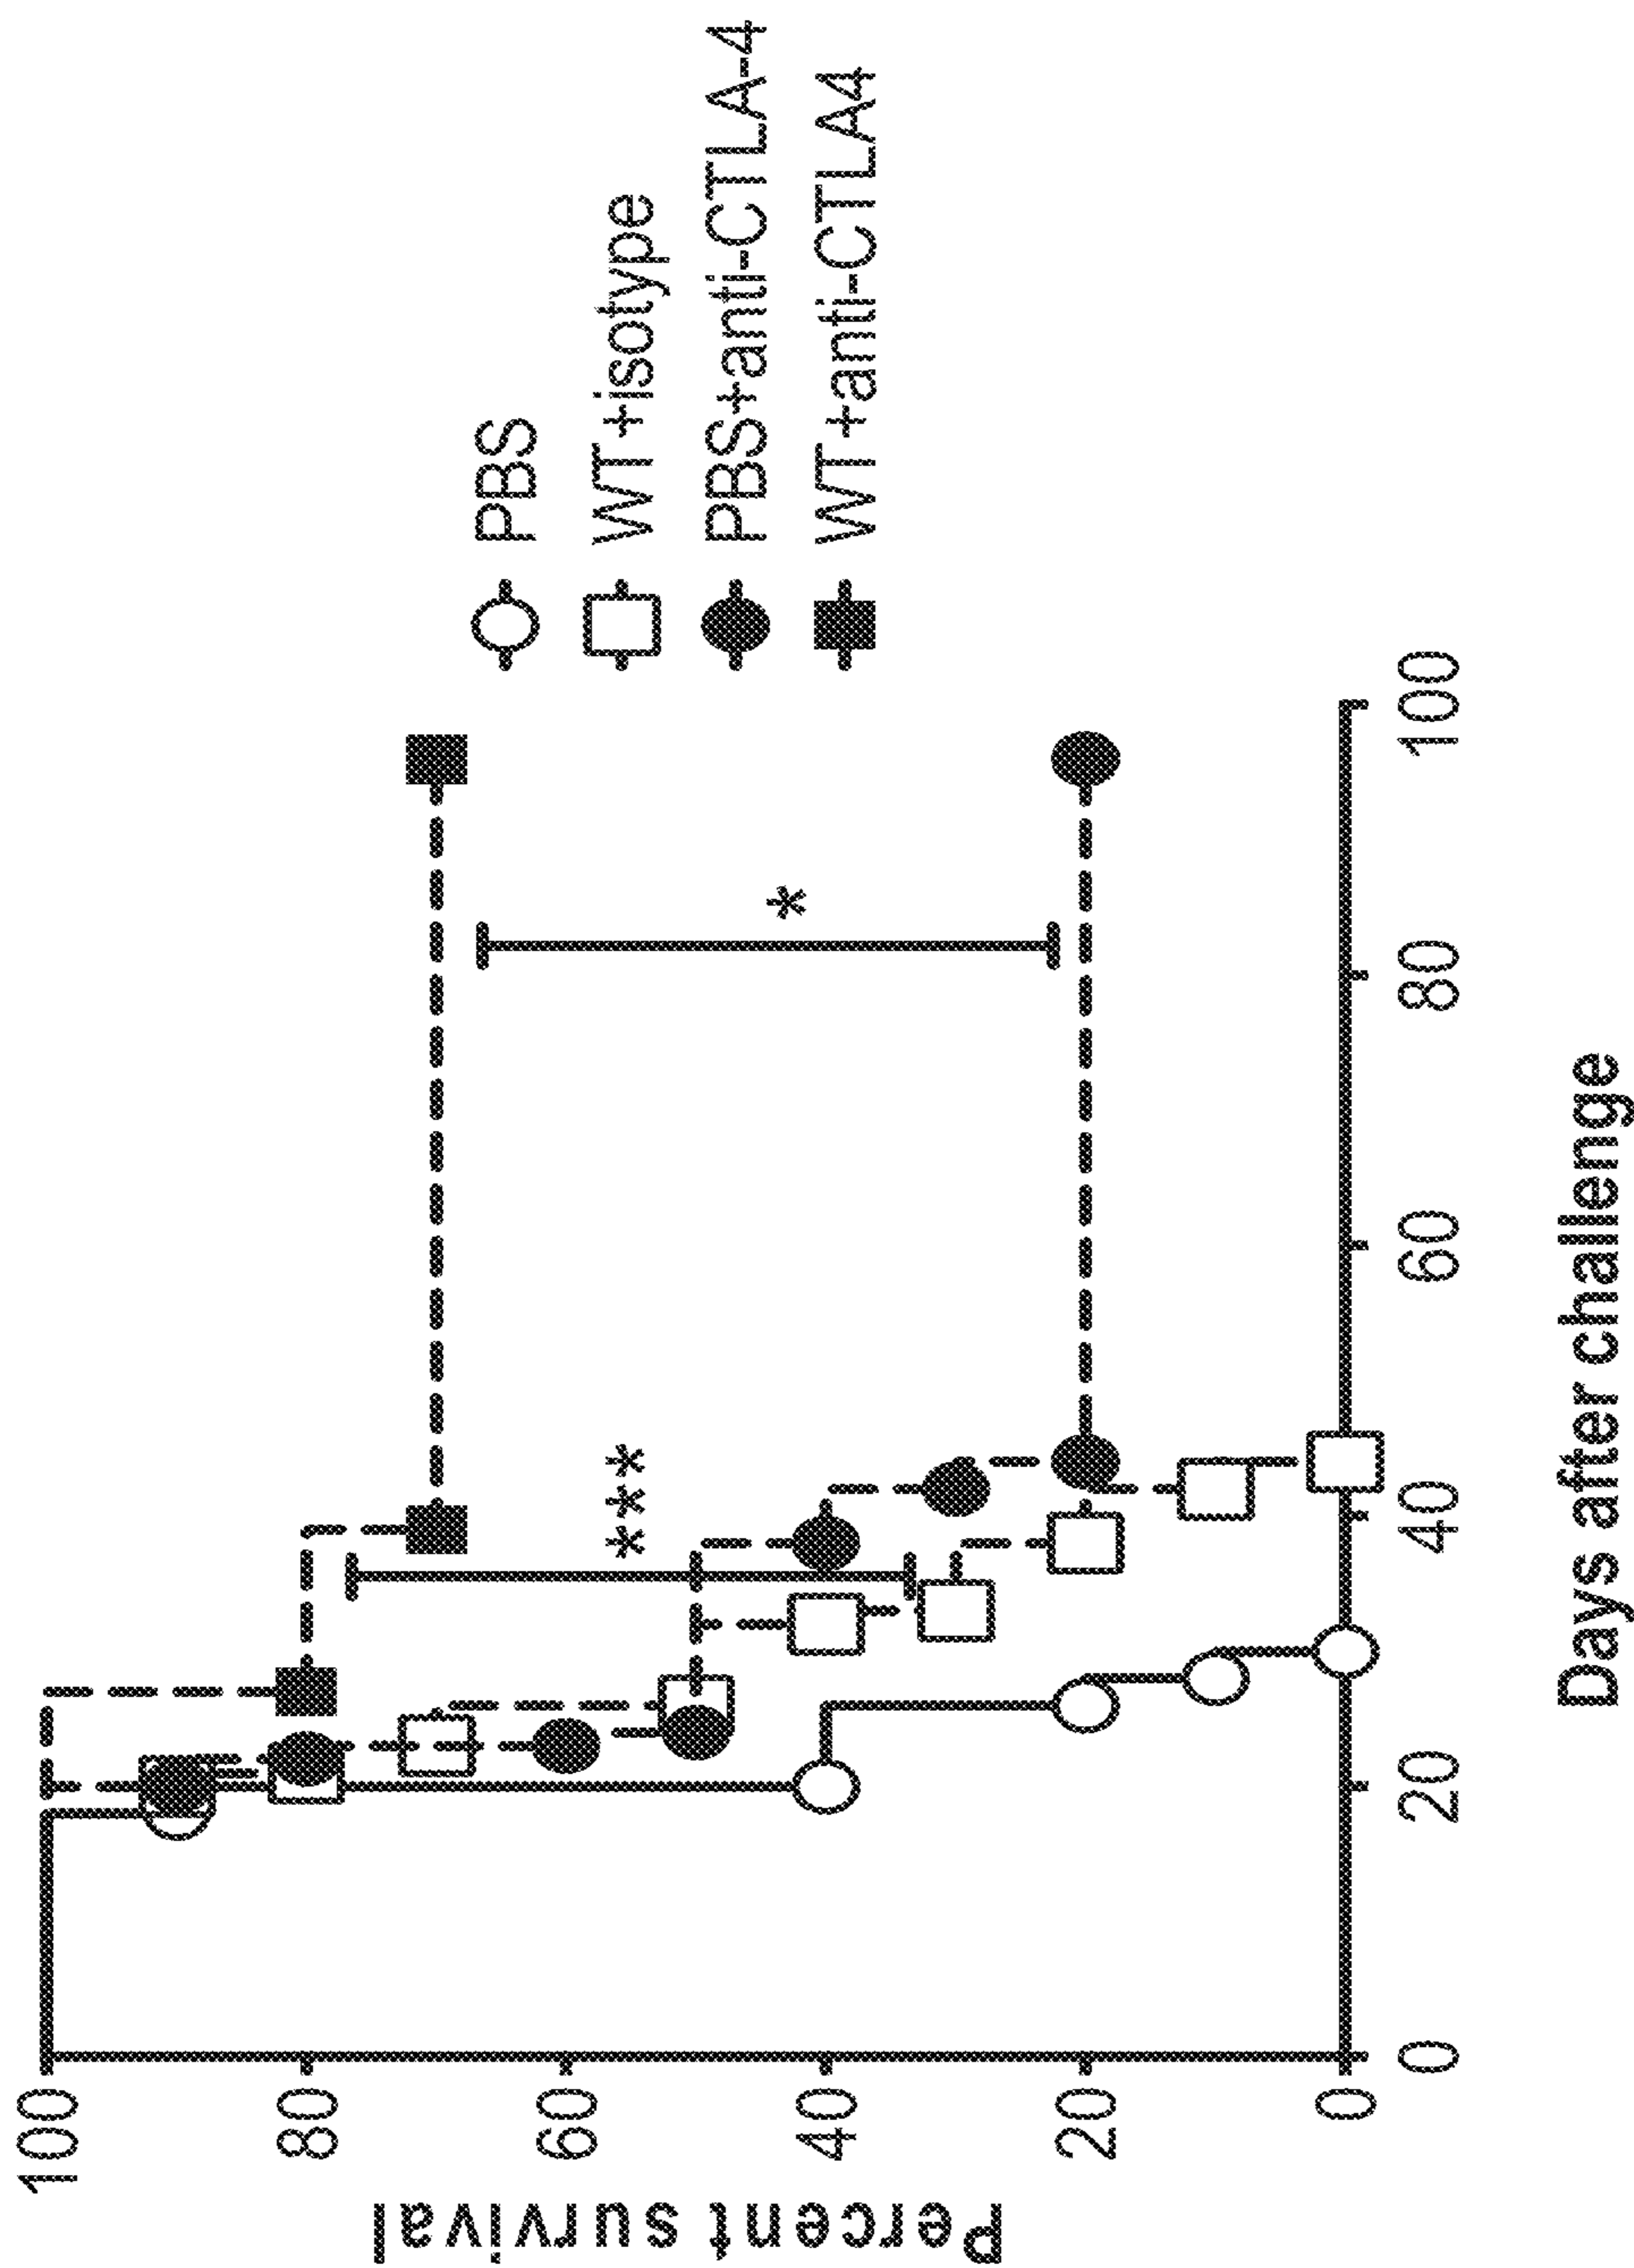 Percent survival
100
80
60
40
20
0
0
20
40
60
80
100
Days after challenge
***
*
PBS
WT+isotype
PBS+anti-CTLA-4
WT+anti-CTLA4